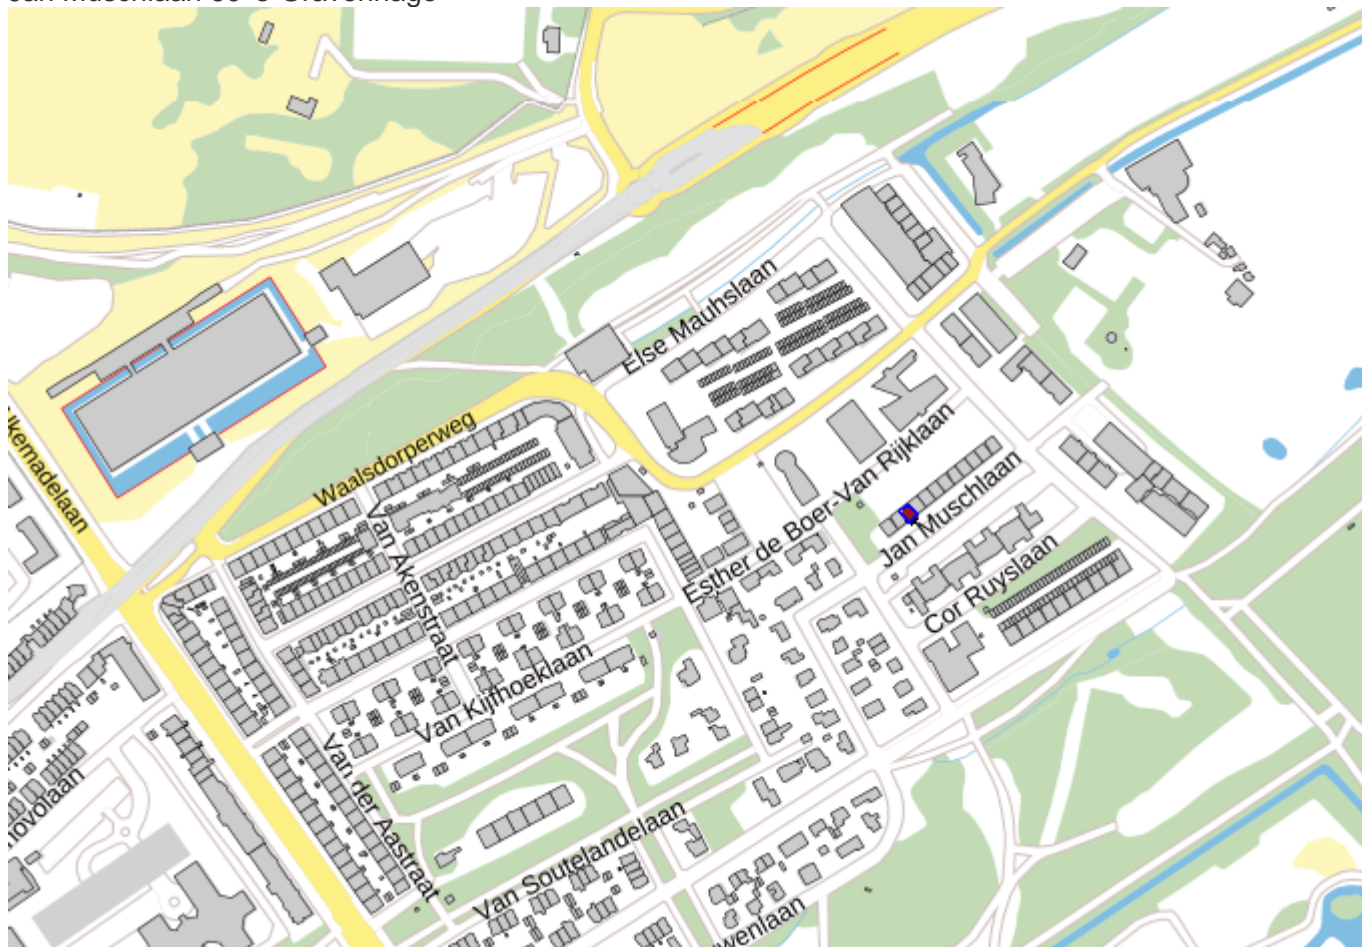 Else Mauhslaan
Waalsdorperweg
Van Akenstraat
Esther de Boer-Van Rijklaan
Jan Muschlaan
Cor Ruyslaan
Van Kijfhoeklaan
Van der Aastraat
Van Soutelandelaan